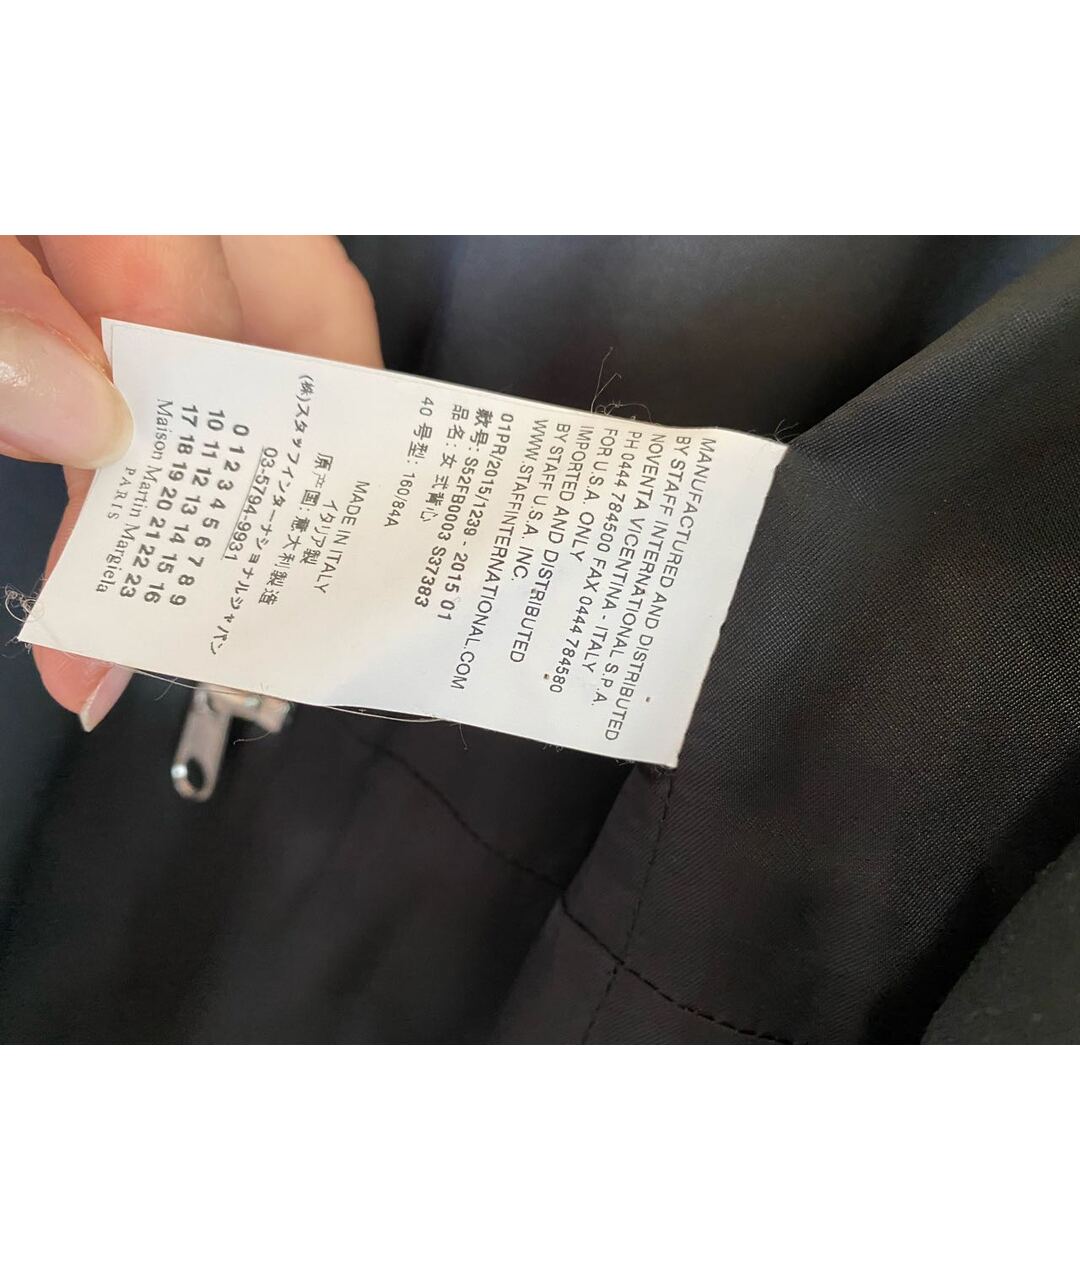 MANUFACTURED AND DISTRIBUTED
BY STAFF INTERNATIONAL S.p.A.
NOVENTA VICENTINA - ITALY
PH 0444 784500 FAX 0444 784580
FOR U.S.A. ONLY
IMPORTED AND DISTRIBUTED
BY STAFF U.S.A. INC.
WWW.STAFFINTERNATIONAL.COM
01PR/2015/1239 - 2015 01
款号: S52FB0003 S37383
品名: 女式背心
40 号型: 160/84A
MADE IN ITALY
イタリア製
原产国: 意大利製造
(株)スタッフインターナショナルジャパン
03-5794-9931
0 1 2 3 4 5 6 7 8 9
10 11 12 13 14 15 16
17 18 19 20 21 22 23
Maison Martin Margiela
PARIS